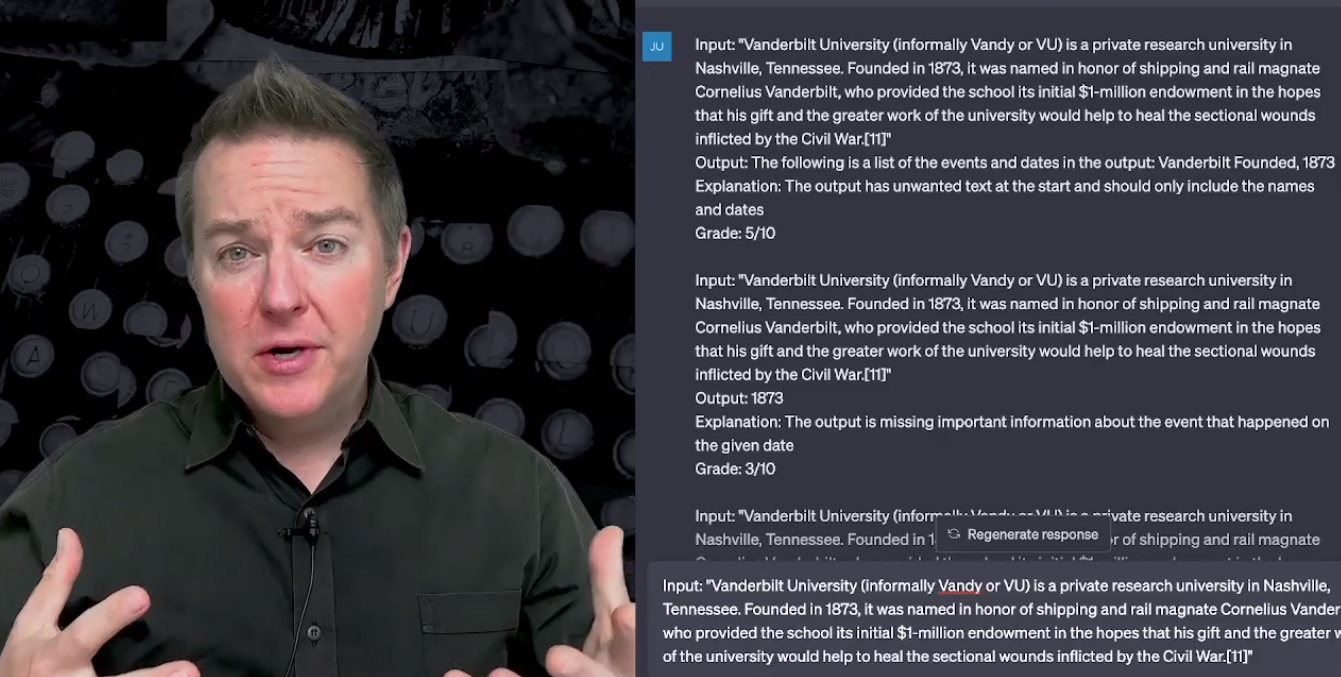 JU
Input: "Vanderbilt University (informally Vandy or VU) is a private research university in
Nashville, Tennessee. Founded in 1873, it was named in honor of shipping and rail magnate
Cornelius Vanderbilt, who provided the school its initial $1-million endowment in the hopes
that his gift and the greater work of the university would help to heal the sectional wounds
inflicted by the Civil War.[11]"
Output: The following is a list of the events and dates in the output: Vanderbilt Founded, 1873
Explanation: The output has unwanted text at the start and should only include the names
and dates
Grade: 5/10
Input: "Vanderbilt University (informally Vandy or VU) is a private research university in
Nashville, Tennessee. Founded in 1873, it was named in honor of shipping and rail magnate
Cornelius Vanderbilt, who provided the school its initial $1-million endowment in the hopes
that his gift and the greater work of the university would help to heal the sectional wounds
inflicted by the Civil War.[11]"
Output: 1873
Explanation: The output is missing important information about the event that happened on
the given date
Grade: 3/10
Input: "Vanderbilt University (informally Vandy or VU) is a private research university in
Nashville, Tennessee. Founded in or of shipping and rail magnate
Regenerate response
Input: "Vanderbilt University (informally Vandy or VU) is a private research university in Nashville,
Tennessee. Founded in 1873, it was named in honor of shipping and rail magnate Cornelius Vander
who provided the school its initial $1-million endowment in the hopes that his gift and the greater w
of the university would help to heal the sectional wounds inflicted by the Civil War.[11]"
W
A
U
L